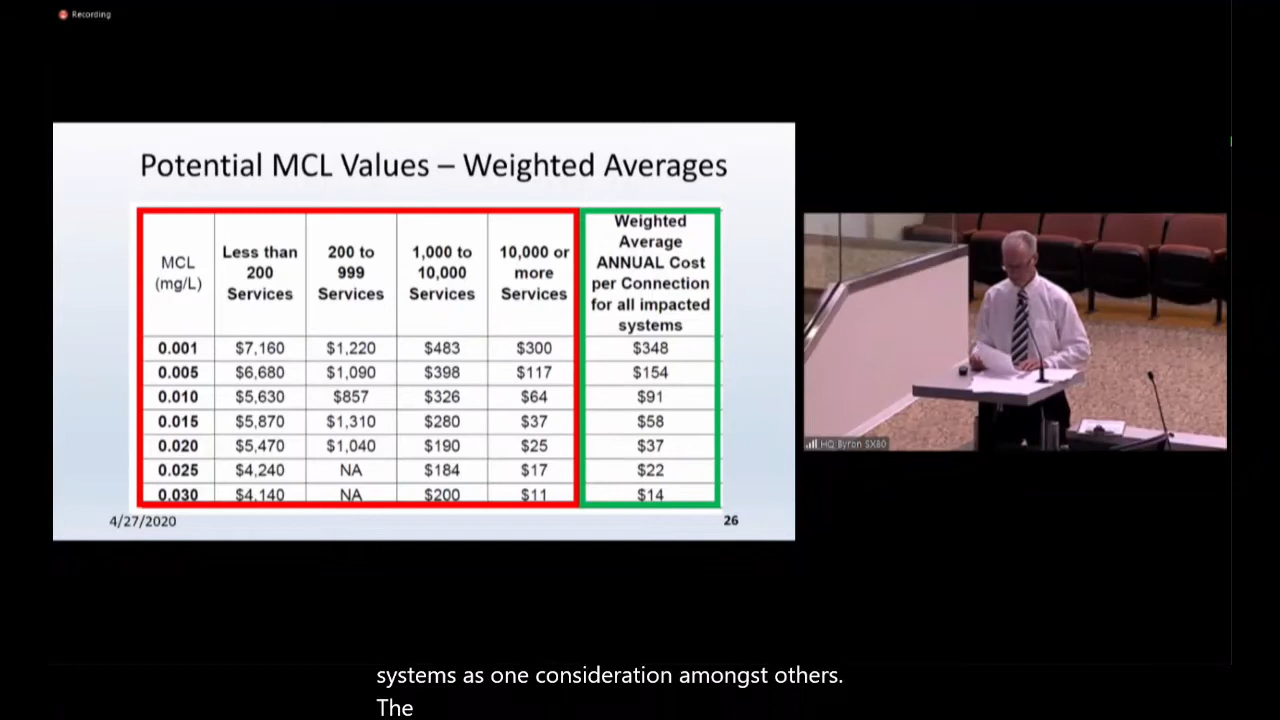 Recording
Potential MCL Values – Weighted Averages
MCL (mg/L) Less than 200 Services 200 to 999 Services 1,000 to 10,000 Services 10,000 or more Services Weighted Average ANNUAL Cost per Connection for all impacted systems
0.001 $7,160 $1,220 $483 $300 $348
0.005 $6,680 $1,090 $398 $117 $154
0.010 $5,630 $857 $326 $64 $91
0.015 $5,870 $1,310 $280 $37 $58
0.020 $5,470 $1,040 $190 $25 $37
0.025 $4,240 NA $184 $17 $22
0.030 $4,140 NA $200 $11 $14
4/27/2020 26
HQ Byron SX80
systems as one consideration amongst others.
The